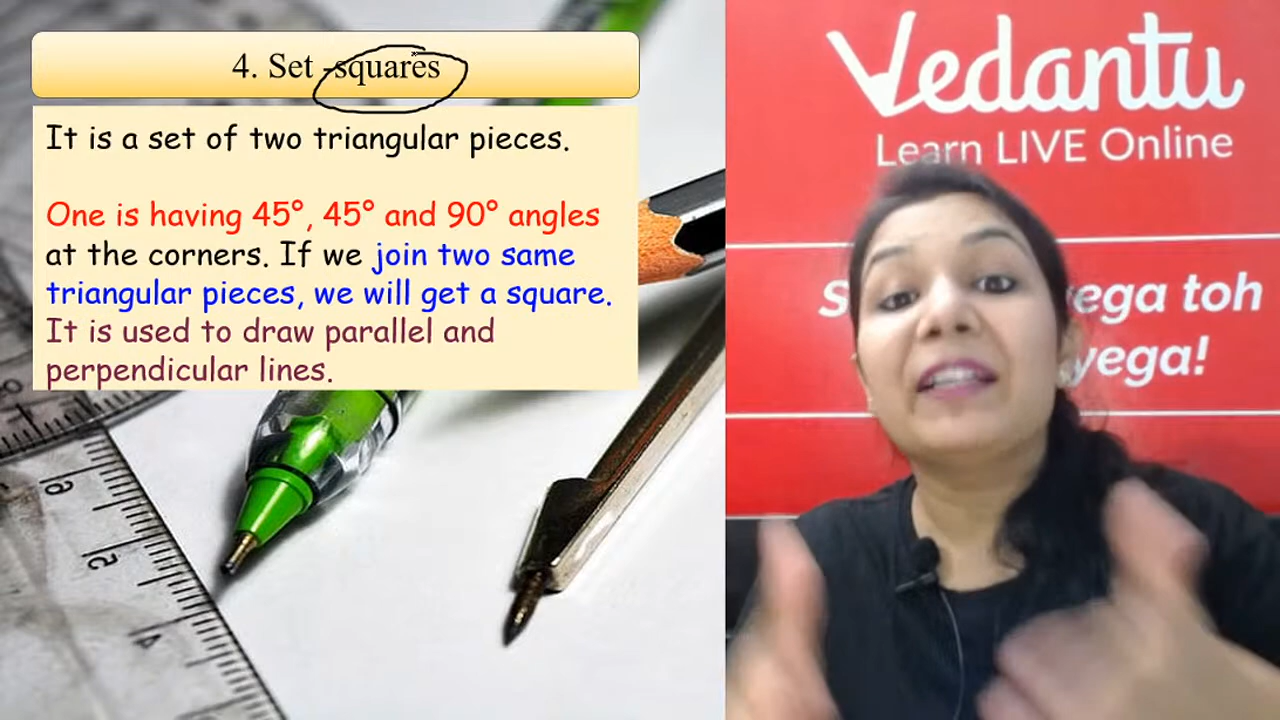 4. Set -squares
It is a set of two triangular pieces.
One is having 45°, 45° and 90° angles
at the corners. If we join two same
triangular pieces, we will get a square.
It is used to draw parallel and
perpendicular lines.
Vedantu
Learn LIVE Online
toh